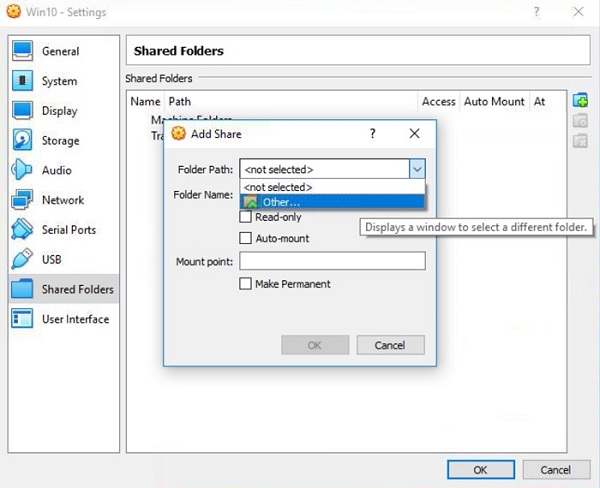 Win10 - Settings
?
General
System
Display
Storage
Audio
Network
Serial Ports
USB
Shared Folders
User Interface
Shared Folders
Shared Folders
Name Path Access Auto Mount At
Machine Folders
Tra
Add Share
?
Folder Path: <not selected>
<not selected>
Other...
Folder Name:
Read-only
Displays a window to select a different folder.
Auto-mount
Mount point:
Make Permanent
OK Cancel
OK Cancel